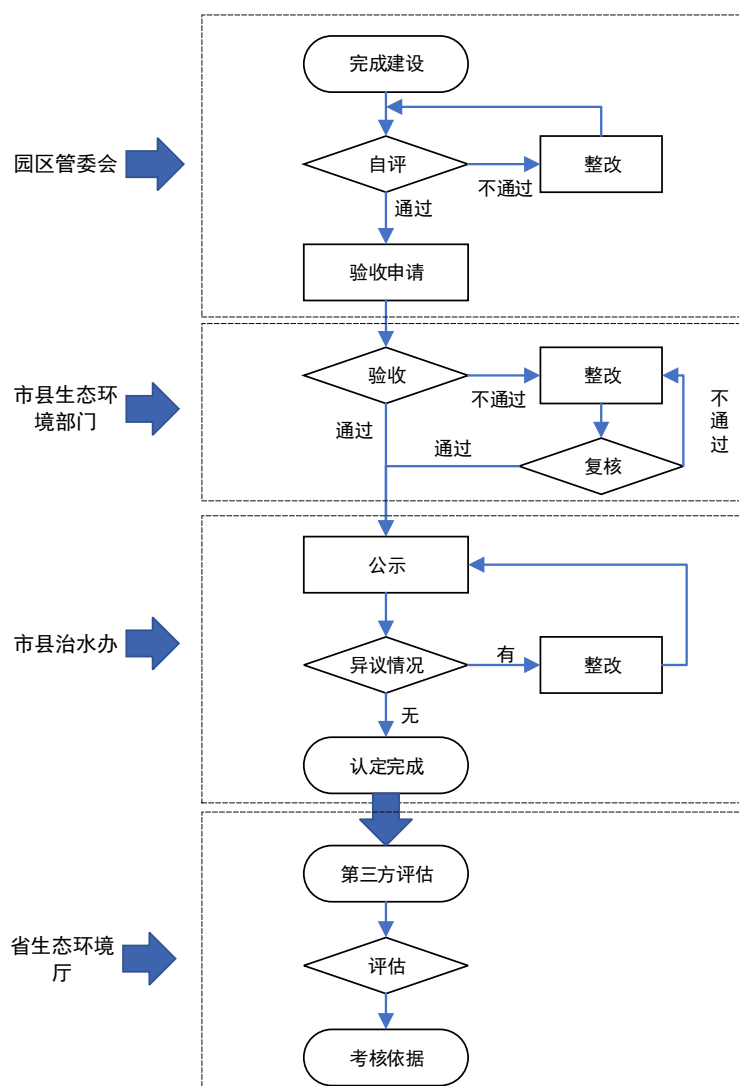 完成建设
园区管委会
自评
整改
不通过
通过
验收申请
市县生态环
境部门
验收
整改
不通过
不
通
过
通过
通过
复核
公示
市县治水办
异议情况
有
整改
无
认定完成
第三方评估
省生态环境
厅
评估
考核依据